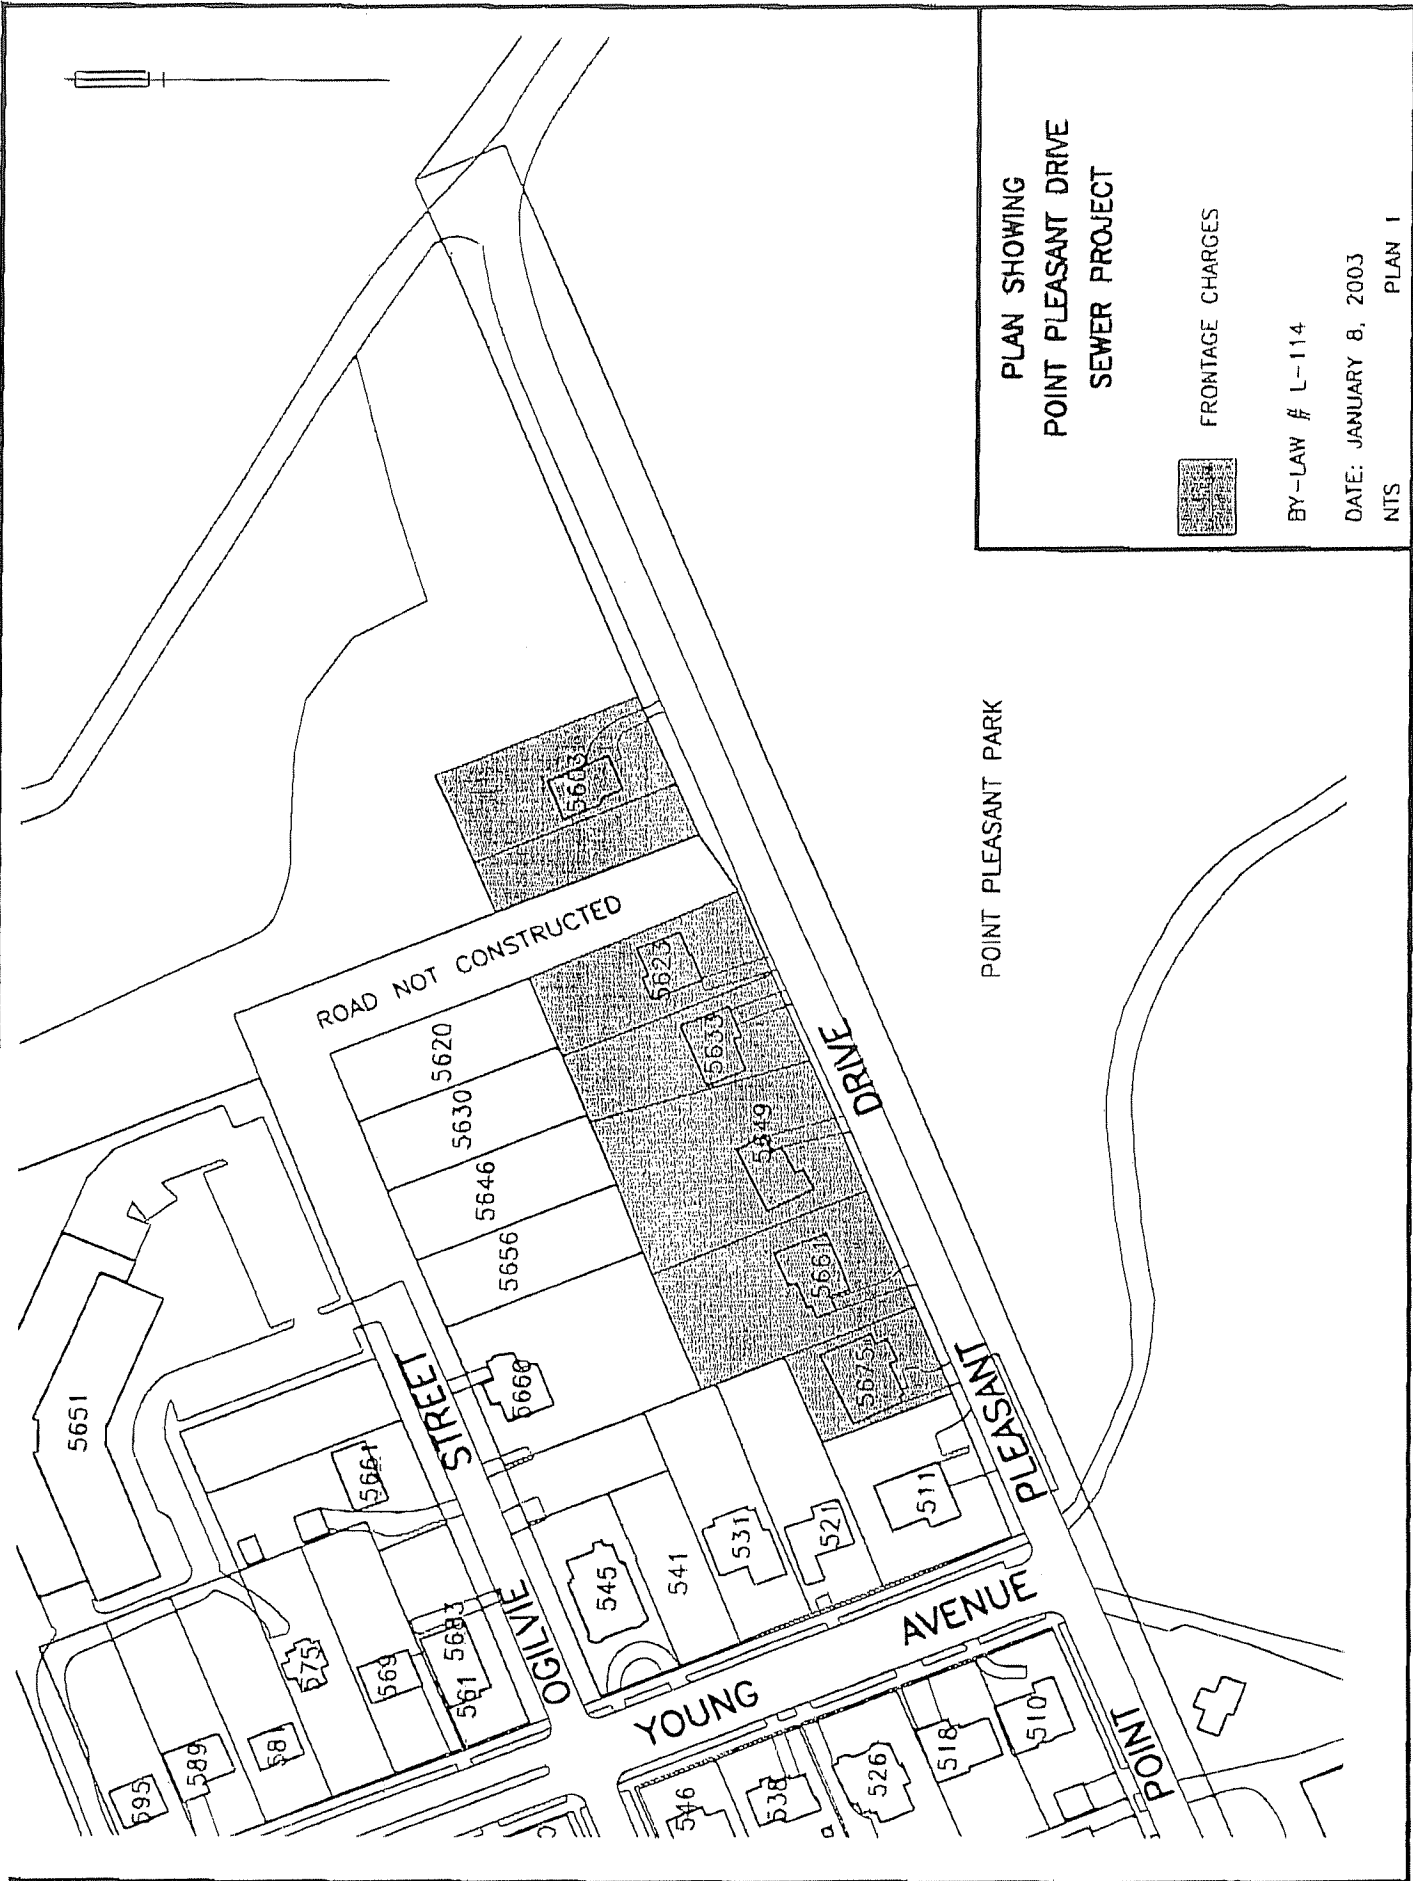 PLAN SHOWING
POINT PLEASANT DRIVE
SEWER PROJECT
FRONTAGE CHARGES
BY-LAW # L-114
DATE: JANUARY 8, 2003
NTS PLAN 1
POINT PLEASANT PARK
ROAD NOT CONSTRUCTED
OGILVIE STREET
YOUNG AVENUE
POINT PLEASANT DRIVE
5651
5661
5683
561
569
575
581
589
595
545
541
531
521
511
546
538
526
518
510
5666
5656
5646
5630
5620
5603
5623
5633
5649
5661
5675